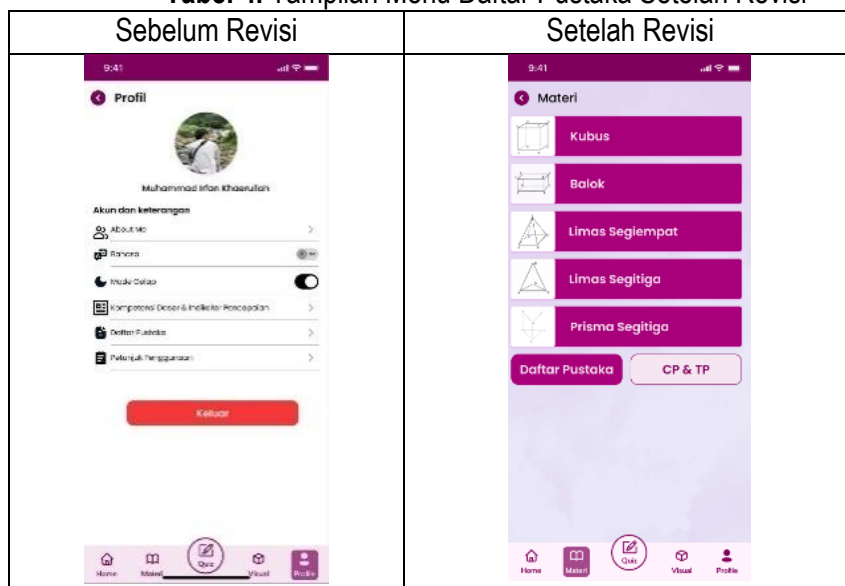 Tabel 4. Tampilan Menu Daftar Pustaka Setelah Revisi
Sebelum Revisi
9:41
Profil
Muhammad Irfan Khaerullah
Akun dan keterangan
About Me
Bahasa
Mode Gelap
Kompetensi Dasar & Indikator Pencapaian
Daftar Pustaka
Petunjuk Penggunaan
Keluar
Home Materi Quiz Visual Profile
Setelah Revisi
9:41
Materi
Kubus
Balok
Limas Segiempat
Limas Segitiga
Prisma Segitiga
Daftar Pustaka CP & TP
Home Materi Quiz Visual Profile